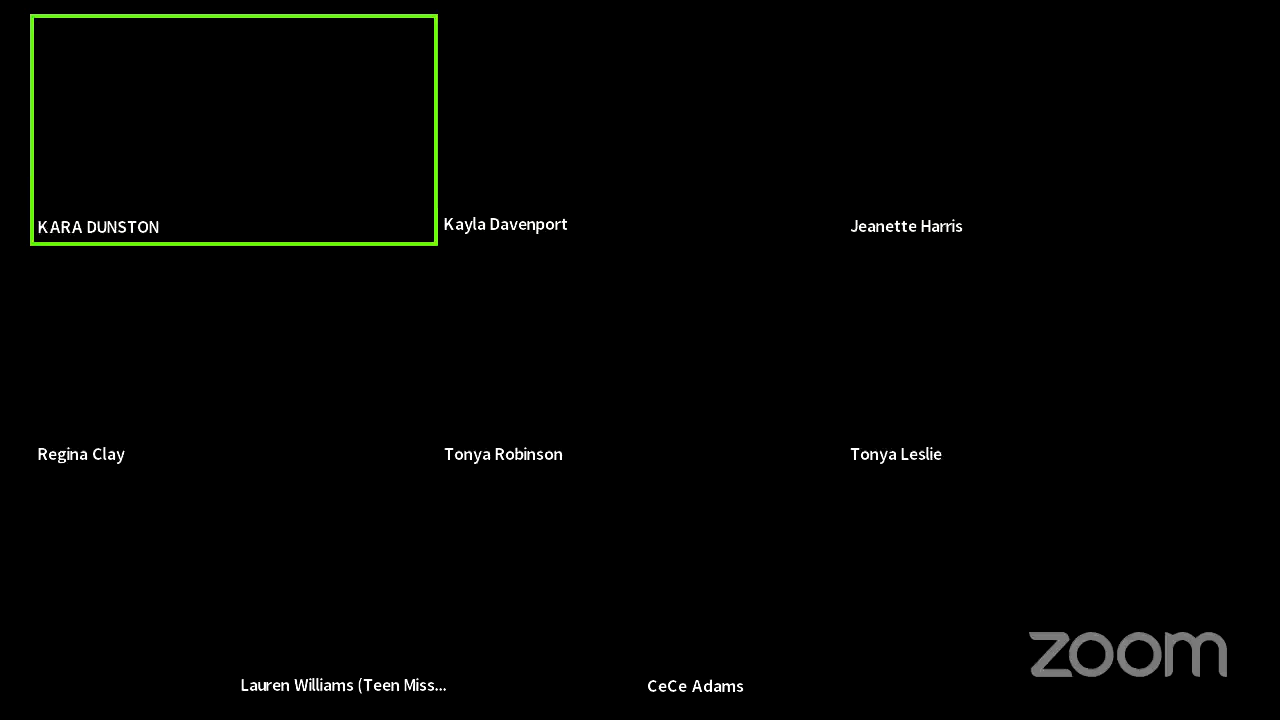 KARA DUNSTON
Kayla Davenport
Jeanette Harris
Regina Clay
Tonya Robinson
Tonya Leslie
Lauren Williams (Teen Miss...
CeCe Adams
zoom